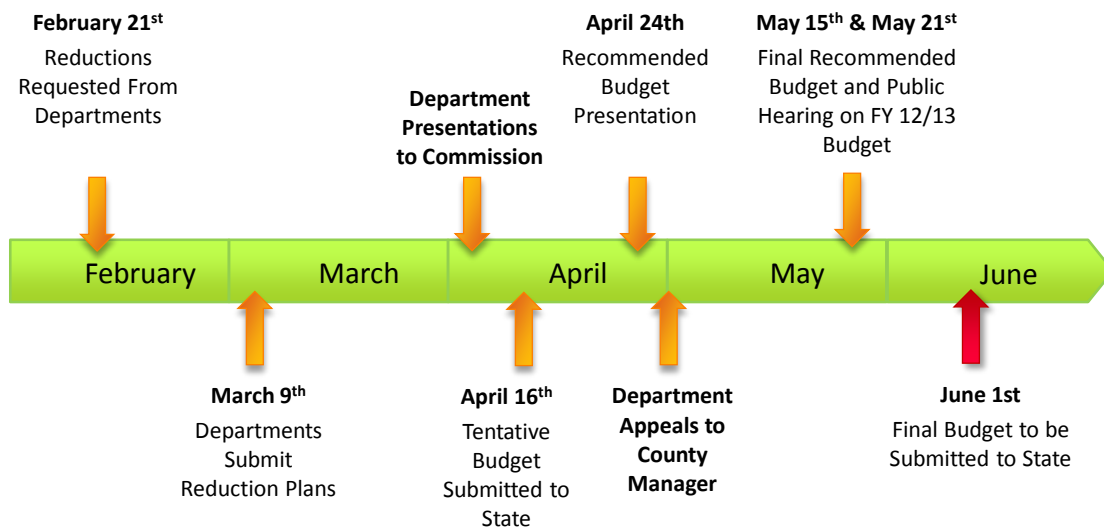 February 21st
Reductions
Requested From
Departments
Department
Presentations
to Commission
April 24th
Recommended
Budget
Presentation
May 15th & May 21st
Final Recommended
Budget and Public
Hearing on FY 12/13
Budget
February
March
April
May
June
March 9th
Departments
Submit
Reduction Plans
April 16th
Tentative
Budget
Submitted to
State
Department
Appeals to
County
Manager
June 1st
Final Budget to be
Submitted to State